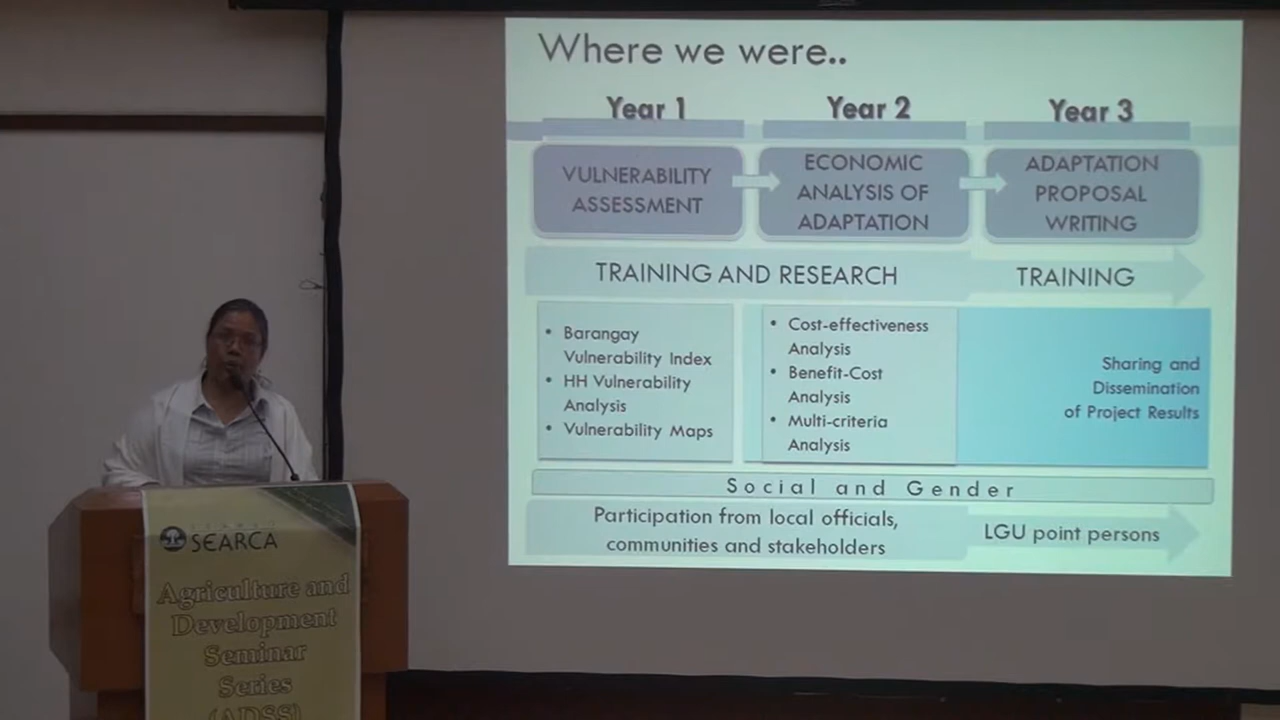 Where we were..
Year 1
Year 2
Year 3
VULNERABILITY
ASSESSMENT
ECONOMIC
ANALYSIS OF
ADAPTATION
ADAPTATION
PROPOSAL
WRITING
TRAINING AND RESEARCH
TRAINING
• Barangay
Vulnerability Index
• HH Vulnerability
Analysis
• Vulnerability Maps
• Cost-effectiveness
Analysis
• Benefit-Cost
Analysis
• Multi-criteria
Analysis
Sharing and
Dissemination
of Project Results
Social and Gender
Participation from local officials,
communities and stakeholders
LGU point persons
SEARCA
Agriculture and
Development
Seminar
Series
(ADSS)